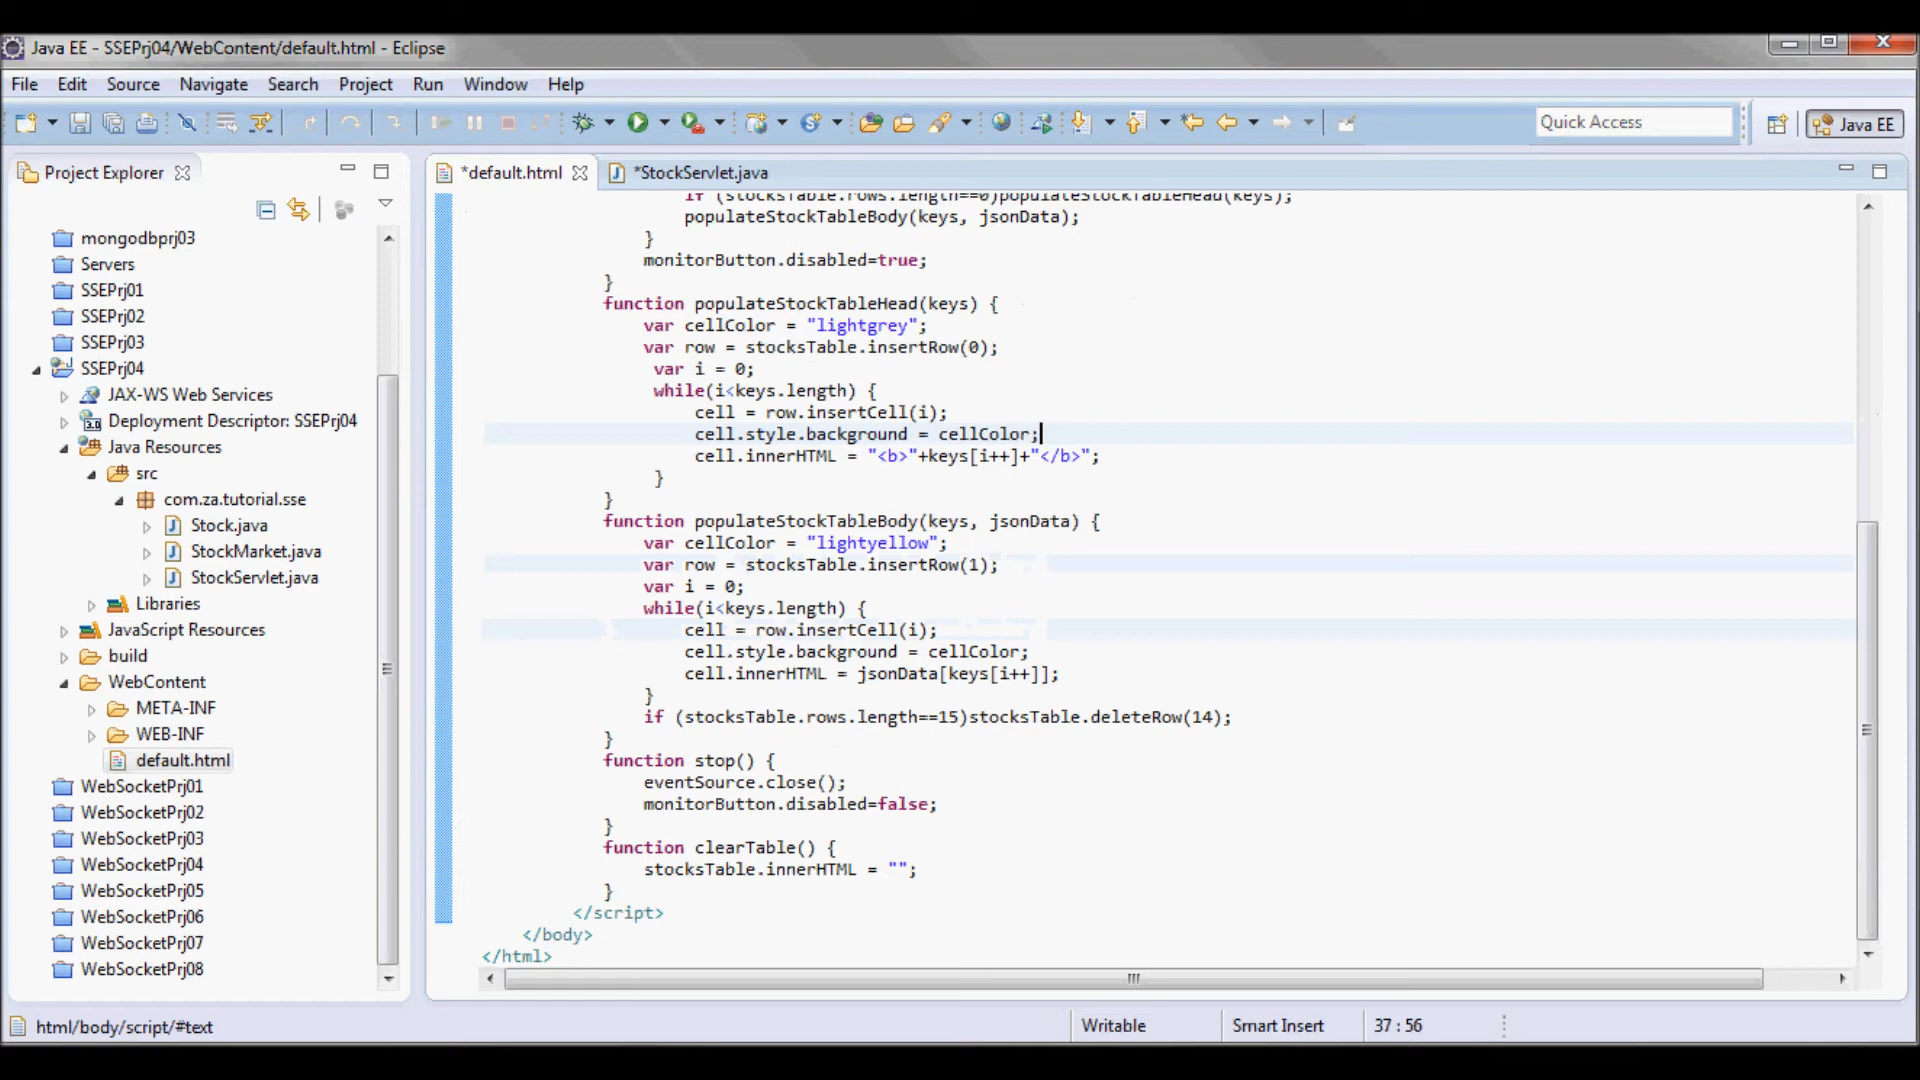 Java EE - SSEPrj04/WebContent/default.html - Eclipse
File Edit Source Navigate Search Project Run Window Help
Quick Access
Java EE
Project Explorer
*default.html
*StockServlet.java
mongodbprj03
Servers
SSEPrj01
SSEPrj02
SSEPrj03
SSEPrj04
JAX-WS Web Services
Deployment Descriptor: SSEPrj04
Java Resources
src
com.za.tutorial.sse
Stock.java
StockMarket.java
StockServlet.java
Libraries
JavaScript Resources
build
WebContent
META-INF
WEB-INF
default.html
WebSocketPrj01
WebSocketPrj02
WebSocketPrj03
WebSocketPrj04
WebSocketPrj05
WebSocketPrj06
WebSocketPrj07
WebSocketPrj08
if (stocksTable.rows.length==0)populateStockTableHead(keys);
populateStockTableBody(keys, jsonData);
}
monitorButton.disabled=true;
}
function populateStockTableHead(keys) {
var cellColor = "lightgrey";
var row = stocksTable.insertRow(0);
var i = 0;
while(i<keys.length) {
cell = row.insertCell(i);
cell.style.background = cellColor;
cell.innerHTML = "<b>"+keys[i++]+"</b>";
}
}
function populateStockTableBody(keys, jsonData) {
var cellColor = "lightyellow";
var row = stocksTable.insertRow(1);
var i = 0;
while(i<keys.length) {
cell = row.insertCell(i);
cell.style.background = cellColor;
cell.innerHTML = jsonData[keys[i++]];
}
if (stocksTable.rows.length==15)stocksTable.deleteRow(14);
}
function stop() {
eventSource.close();
monitorButton.disabled=false;
}
function clearTable() {
stocksTable.innerHTML = "";
}
</script>
</body>
</html>
html/body/script/#text
Writable
Smart Insert
37 : 56